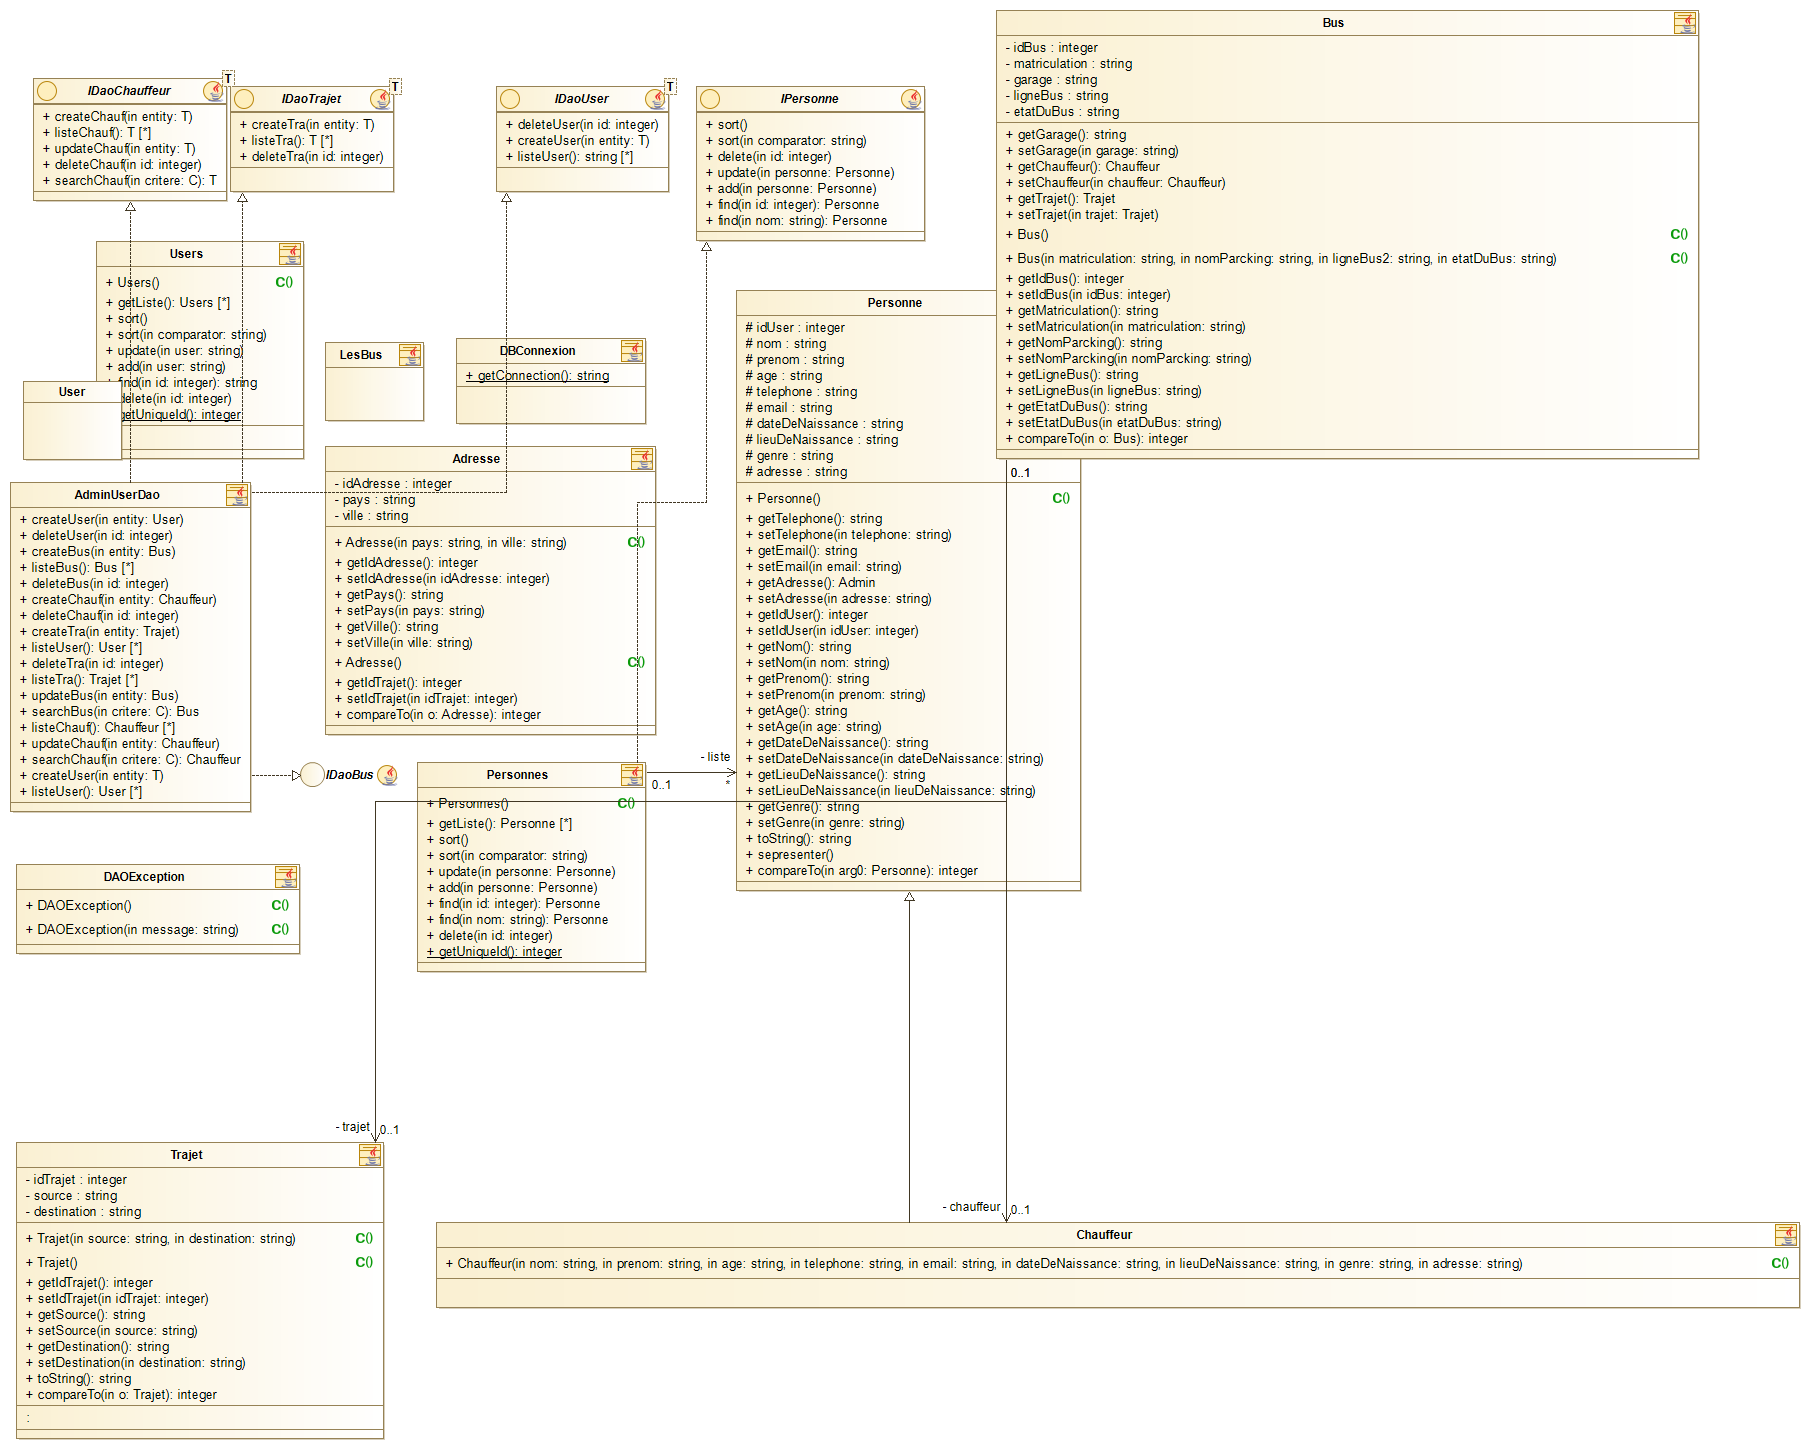 IDaoChauffeur
T
+ createChauf(in entity: T)
+ listeChauf(): T [*]
+ updateChauf(in entity: T)
+ deleteChauf(in id: integer)
+ searchChauf(in critere: C): T
IDaoTrajet
T
+ createTra(in entity: T)
+ listeTra(): T [*]
+ deleteTra(in id: integer)
IDaoUser
T
+ deleteUser(in id: integer)
+ createUser(in entity: T)
+ listeUser(): string [*]
IPersonne
+ sort()
+ sort(in comparator: string)
+ delete(in id: integer)
+ update(in personne: Personne)
+ add(in personne: Personne)
+ find(in id: integer): Personne
+ find(in nom: string): Personne
Bus
- idBus : integer
- matriculation : string
- garage : string
- ligneBus : string
- etatDuBus : string
+ getGarage(): string
+ setGarage(in garage: string)
+ getChauffeur(): Chauffeur
+ setChauffeur(in chauffeur: Chauffeur)
+ getTrajet(): Trajet
+ setTrajet(in trajet: Trajet)
+ Bus() C()
+ Bus(in matriculation: string, in nomParcking: string, in ligneBus2: string, in etatDuBus: string) C()
+ getIdBus(): integer
+ setIdBus(in idBus: integer)
+ getMatriculation(): string
+ setMatriculation(in matriculation: string)
+ getNomParcking(): string
+ setNomParcking(in nomParcking: string)
+ getLigneBus(): string
+ setLigneBus(in ligneBus: string)
+ getEtatDuBus(): string
+ setEtatDuBus(in etatDuBus: string)
+ compareTo(in o: Bus): integer
0..1
Users
+ Users() C()
+ getListe(): Users [*]
+ sort()
+ sort(in comparator: string)
+ update(in user: string)
+ add(in user: string)
find(in id: integer): string
delete(in id: integer)
getUniqueId(): integer
User
LesBus
DBConnexion
+ getConnection(): string
Personne
# idUser : integer
# nom : string
# prenom : string
# age : string
# telephone : string
# email : string
# dateDeNaissance : string
# lieuDeNaissance : string
# genre : string
# adresse : string
+ Personne() C()
+ getTelephone(): string
+ setTelephone(in telephone: string)
+ getEmail(): string
+ setEmail(in email: string)
+ getAdresse(): Admin
+ setAdresse(in adresse: string)
+ getIdUser(): integer
+ setIdUser(in idUser: integer)
+ getNom(): string
+ setNom(in nom: string)
+ getPrenom(): string
+ setPrenom(in prenom: string)
+ getAge(): string
+ setAge(in age: string)
+ getDateDeNaissance(): string
+ setDateDeNaissance(in dateDeNaissance: string)
+ getLieuDeNaissance(): string
+ setLieuDeNaissance(in lieuDeNaissance: string)
+ getGenre(): string
+ setGenre(in genre: string)
+ toString(): string
+ sepresenter()
+ compareTo(in arg0: Personne): integer
AdminUserDao
+ createUser(in entity: User)
+ deleteUser(in id: integer)
+ createBus(in entity: Bus)
+ listeBus(): Bus [*]
+ deleteBus(in id: integer)
+ createChauf(in entity: Chauffeur)
+ deleteChauf(in id: integer)
+ createTra(in entity: Trajet)
+ listeUser(): User [*]
+ deleteTra(in id: integer)
+ listeTra(): Trajet [*]
+ updateBus(in entity: Bus)
+ searchBus(in critere: C): Bus
+ listeChauf(): Chauffeur [*]
+ updateChauf(in entity: Chauffeur)
+ searchChauf(in critere: C): Chauffeur
+ createUser(in entity: T)
+ listeUser(): User [*]
Adresse
- idAdresse : integer
- pays : string
- ville : string
+ Adresse(in pays: string, in ville: string) C()
+ getIdAdresse(): integer
+ setIdAdresse(in idAdresse: integer)
+ getPays(): string
+ setPays(in pays: string)
+ getVille(): string
+ setVille(in ville: string)
+ Adresse() C()
+ getIdTrajet(): integer
+ setIdTrajet(in idTrajet: integer)
+ compareTo(in o: Adresse): integer
IDaoBus
Personnes
+ Personnes() C()
+ getListe(): Personne [*]
+ sort()
+ sort(in comparator: string)
+ update(in personne: Personne)
+ add(in personne: Personne)
+ find(in id: integer): Personne
+ find(in nom: string): Personne
+ delete(in id: integer)
+ getUniqueId(): integer
- liste
0..1
*
DAOException
+ DAOException() C()
+ DAOException(in message: string) C()
- trajet
0..1
Trajet
- idTrajet : integer
- source : string
- destination : string
+ Trajet(in source: string, in destination: string) C()
+ Trajet() C()
+ getIdTrajet(): integer
+ setIdTrajet(in idTrajet: integer)
+ getSource(): string
+ setSource(in source: string)
+ getDestination(): string
+ setDestination(in destination: string)
+ toString(): string
+ compareTo(in o: Trajet): integer
:
- chauffeur
0..1
Chauffeur
+ Chauffeur(in nom: string, in prenom: string, in age: string, in telephone: string, in email: string, in dateDeNaissance: string, in lieuDeNaissance: string, in genre: string, in adresse: string) C()